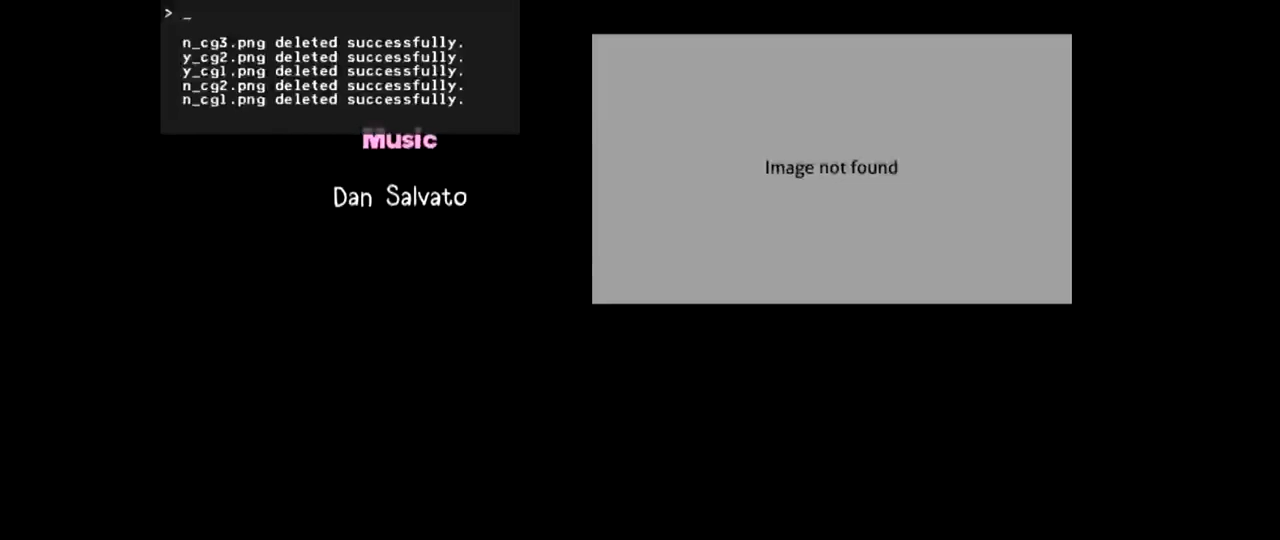 > _
n_cg3.png deleted successfully.
y_cg2.png deleted successfully.
y_cg1.png deleted successfully.
n_cg2.png deleted successfully.
n_cg1.png deleted successfully.
Music
Dan Salvato
Image not found